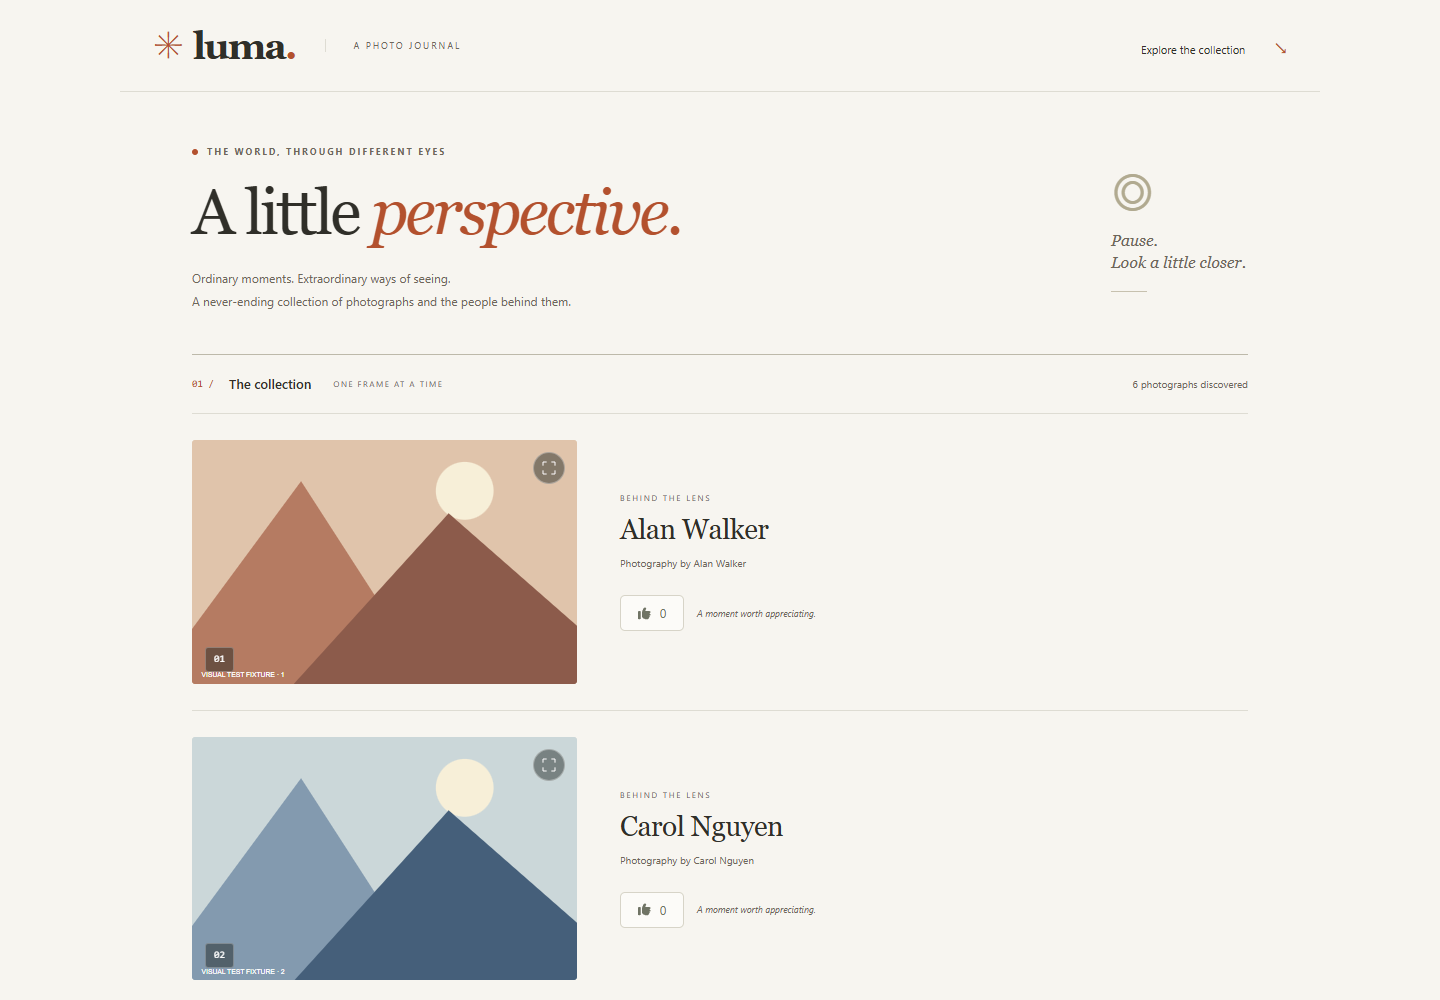 luma.
A PHOTO JOURNAL
Explore the collection
THE WORLD, THROUGH DIFFERENT EYES
A little perspective.
Ordinary moments. Extraordinary ways of seeing.
A never-ending collection of photographs and the people behind them.
Pause.
Look a little closer.
01 / The collection ONE FRAME AT A TIME
6 photographs discovered
01
VISUAL TEST FIXTURE · 1
BEHIND THE LENS
Alan Walker
Photography by Alan Walker
0
A moment worth appreciating.
02
VISUAL TEST FIXTURE · 2
BEHIND THE LENS
Carol Nguyen
Photography by Carol Nguyen
0
A moment worth appreciating.